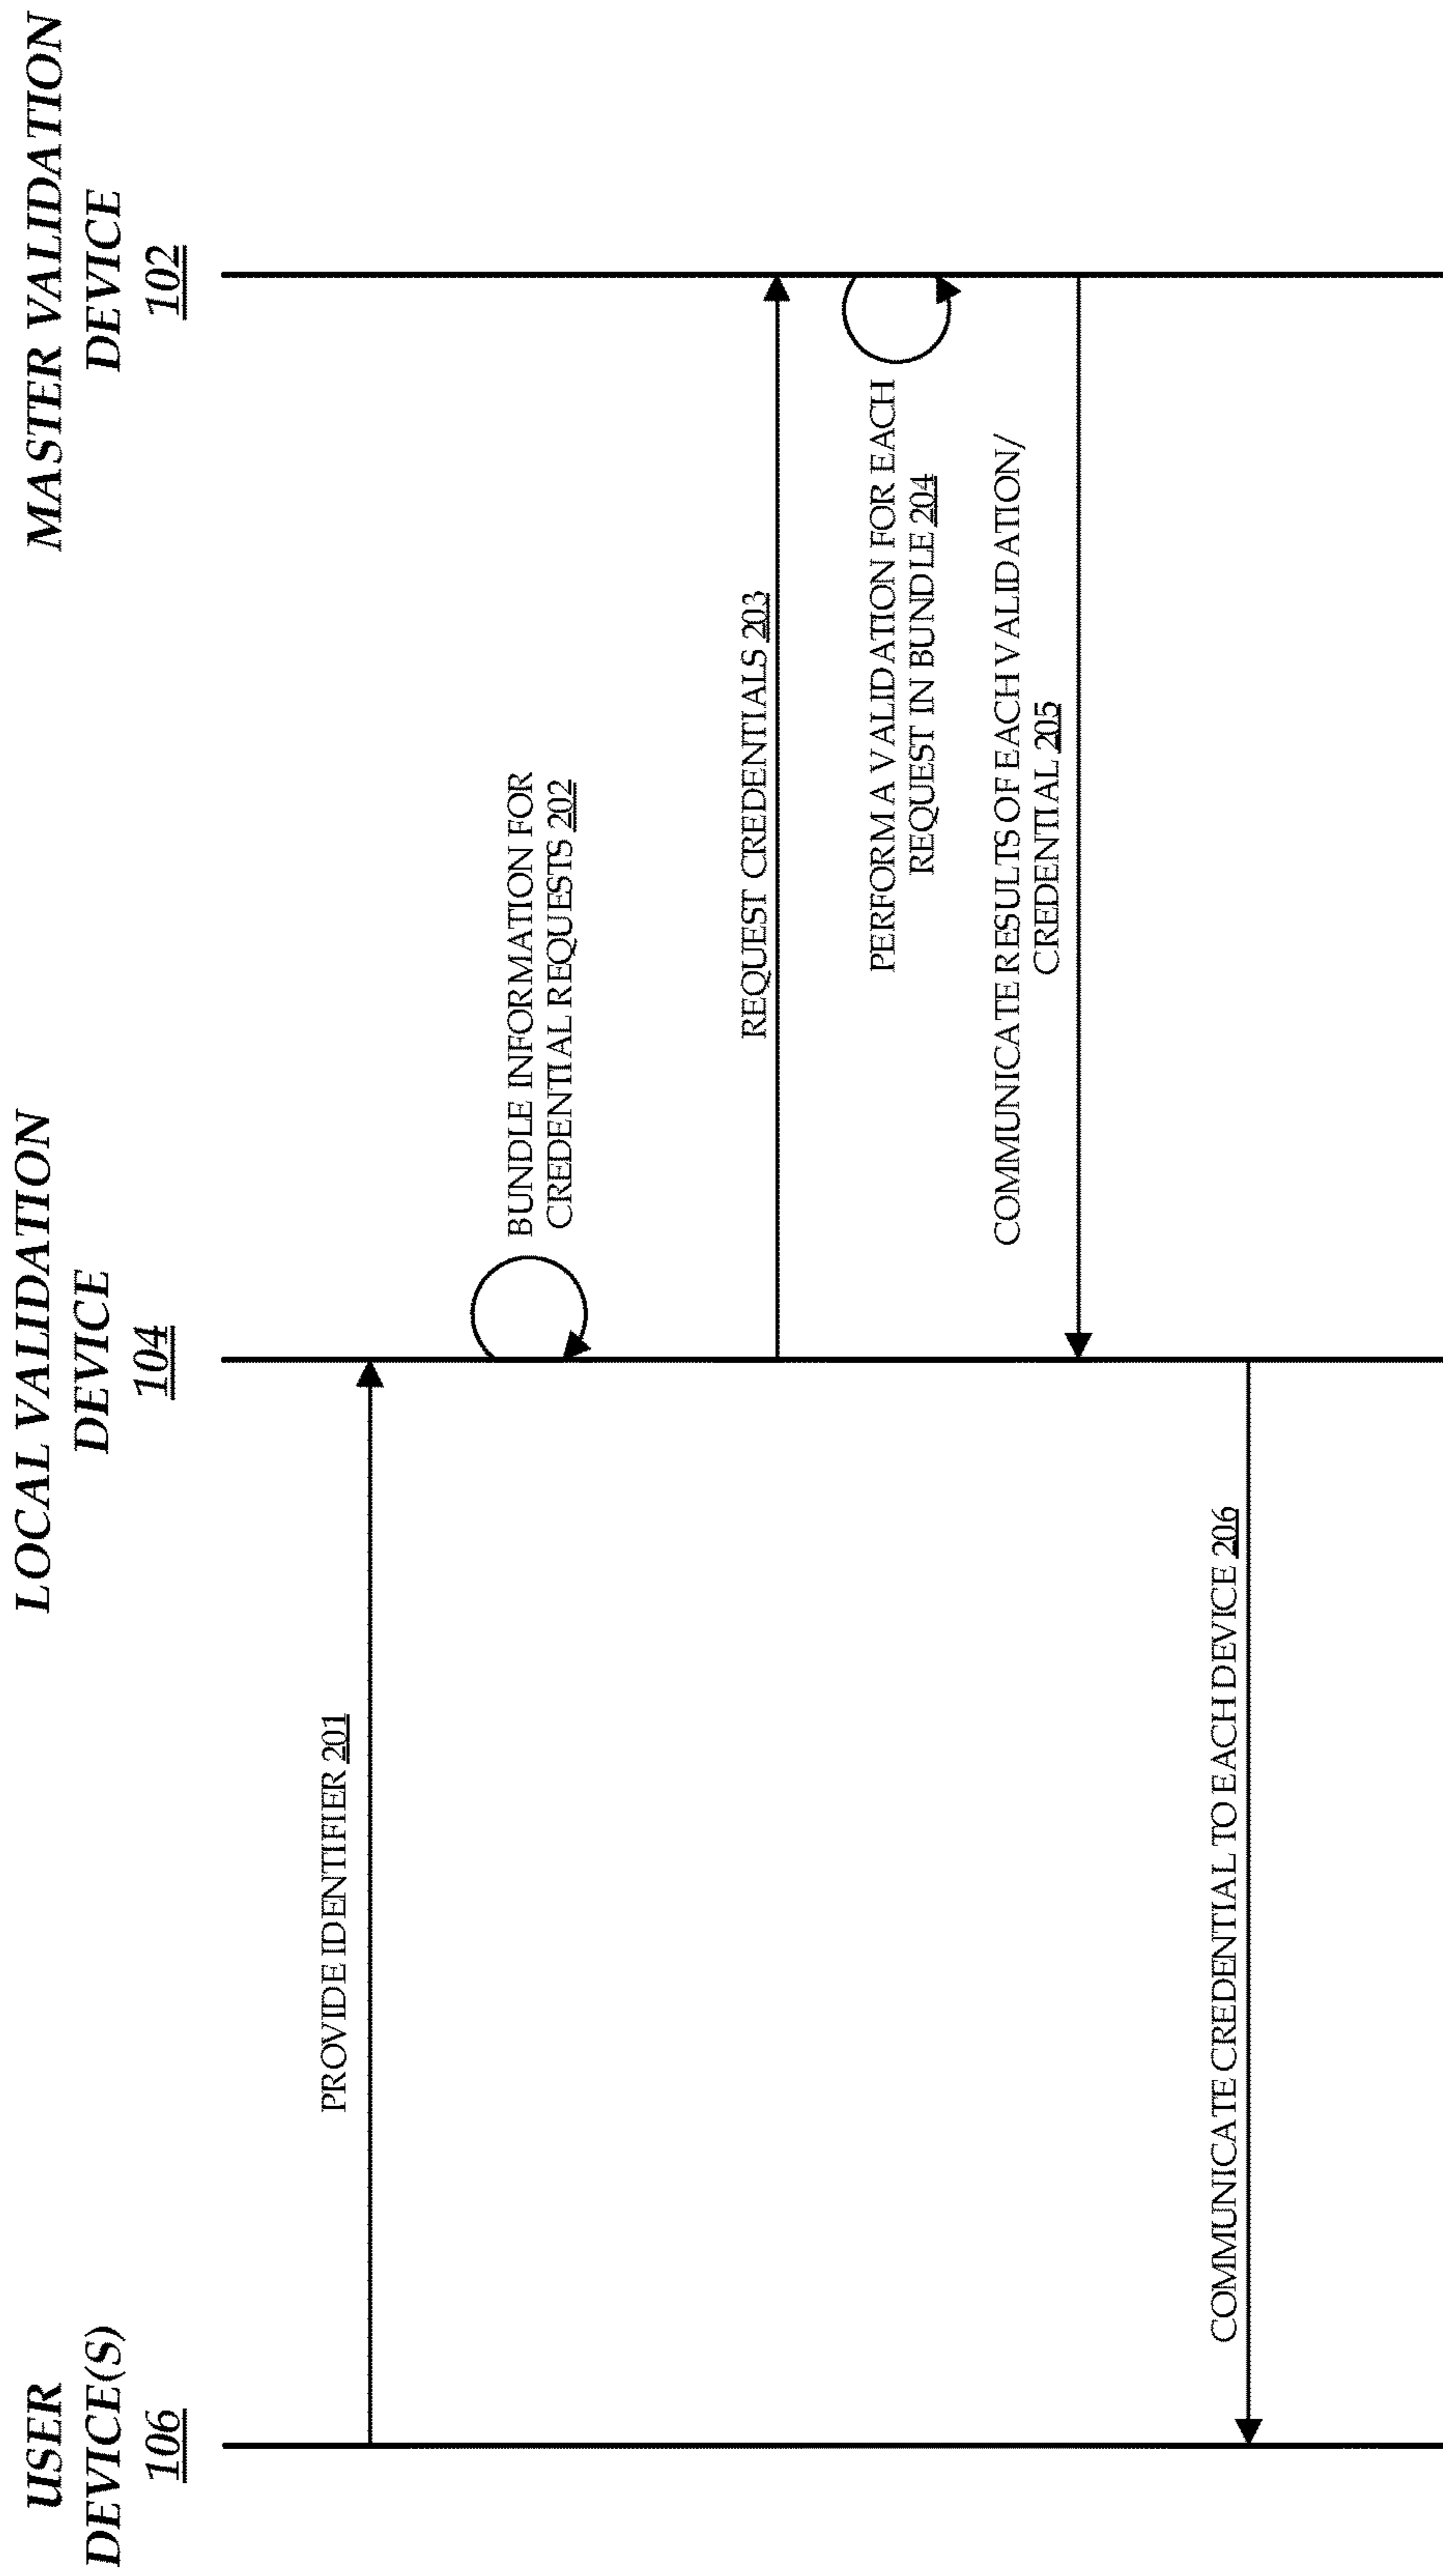 USER
DEVICE(S)
106
LOCAL VALIDATION
DEVICE
104
MASTER VALIDATION
DEVICE
102
PROVIDE IDENTIFIER 201
BUNDLE INFORMATION FOR
CREDENTIAL REQUESTS 202
REQUEST CREDENTIALS 203
PERFORM A VALIDATION FOR EACH
REQUEST IN BUNDLE 204
COMMUNICATE RESULTS OF EACH VALIDATION/
CREDENTIAL 205
COMMUNICATE CREDENTIAL TO EACH DEVICE 206